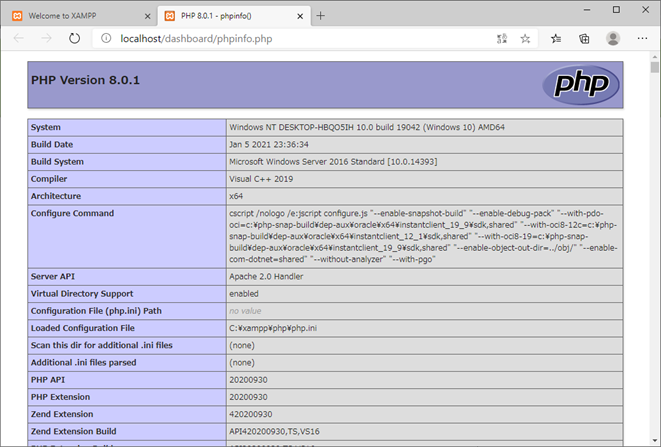 Welcome to XAMPP
PHP 8.0.1 - phpinfo()
localhost/dashboard/phpinfo.php
PHP Version 8.0.1
php
System Windows NT DESKTOP-HBQO5IH 10.0 build 19042 (Windows 10) AMD64
Build Date Jan 5 2021 23:36:34
Build System Microsoft Windows Server 2016 Standard [10.0.14393]
Compiler Visual C++ 2019
Architecture x64
Configure Command cscript /nologo /e:jscript configure.js "--enable-snapshot-build" "--enable-debug-pack" "--with-pdo-
oci=c:¥php-snap-build¥dep-aux¥oracle¥x64¥instantclient_19_9¥sdk,shared" "--with-oci8-12c=c:¥php-
snap-build¥dep-aux¥oracle¥x64¥instantclient_12_1¥sdk,shared" "--with-oci8-19=c:¥php-snap-
build¥dep-aux¥oracle¥x64¥instantclient_19_9¥sdk,shared" "--enable-object-out-dir=../obj/" "--enable-
com-dotnet=shared" "--without-analyzer" "--with-pgo"
Server API Apache 2.0 Handler
Virtual Directory Support enabled
Configuration File (php.ini) Path no value
Loaded Configuration File C:¥xampp¥php¥php.ini
Scan this dir for additional .ini files (none)
Additional .ini files parsed (none)
PHP API 20200930
PHP Extension 20200930
Zend Extension 420200930
Zend Extension Build API420200930,TS,VS16